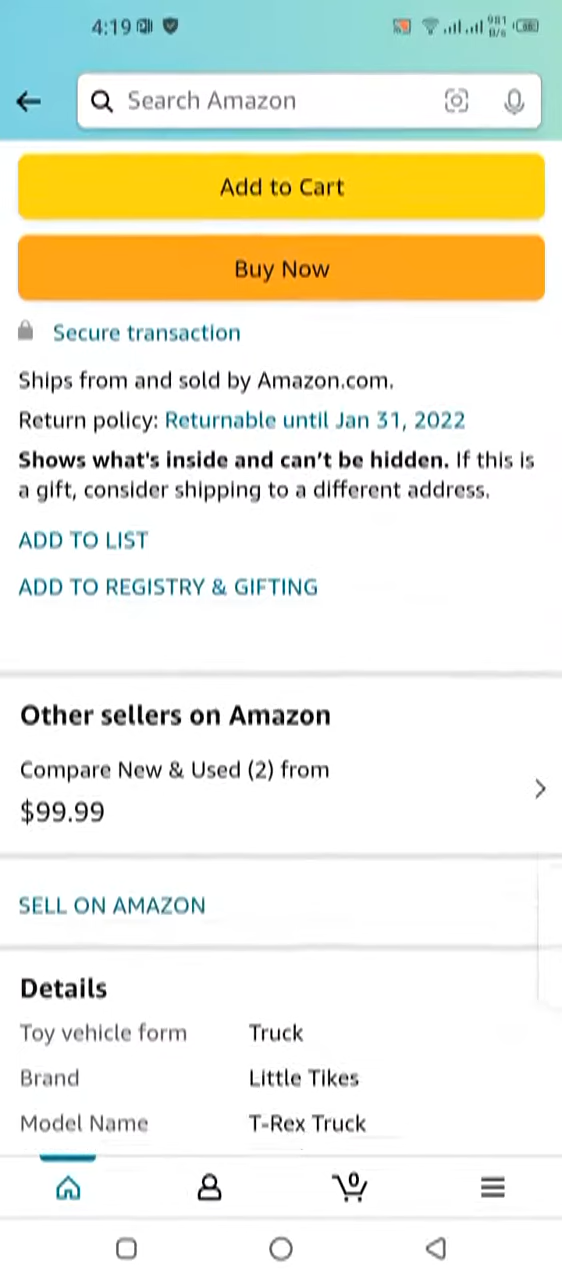 4:19
981
B/s
Search Amazon
Add to Cart
Buy Now
Secure transaction
Ships from and sold by Amazon.com.
Return policy: Returnable until Jan 31, 2022
Shows what's inside and can't be hidden. If this is
a gift, consider shipping to a different address.
ADD TO LIST
ADD TO REGISTRY & GIFTING
Other sellers on Amazon
Compare New & Used (2) from
$99.99
SELL ON AMAZON
Details
Toy vehicle form Truck
Brand Little Tikes
Model Name T-Rex Truck
0